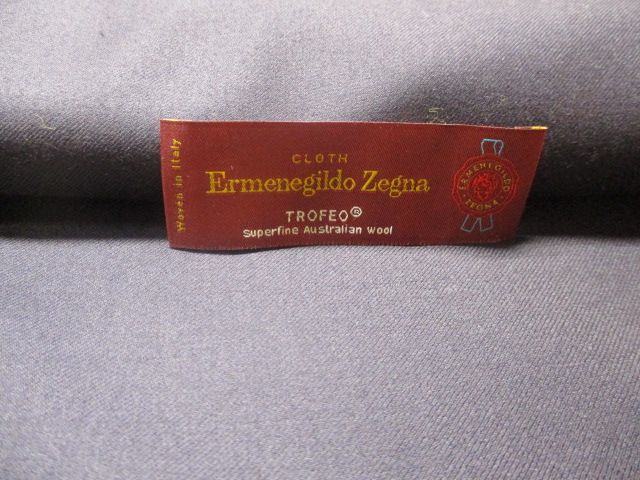 Woven in Italy
CLOTH
Ermenegildo Zegna
TROFEO®
Superfine Australian Wool
ERMENEGILDO
ZEGNA